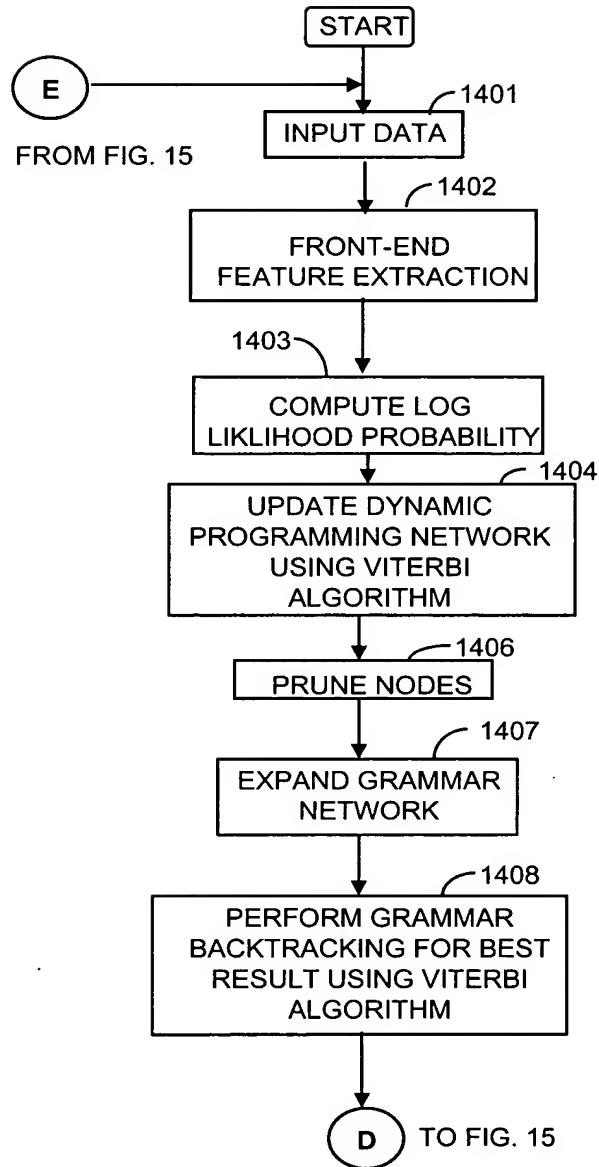 START
E
1401
INPUT DATA
FROM FIG. 15
1402
FRONT-END
FEATURE EXTRACTION
1403
COMPUTE LOG
LIKLIHOOD PROBABILITY
1404
UPDATE DYNAMIC
PROGRAMMING NETWORK
USING VITERBI
ALGORITHM
1406
PRUNE NODES
1407
EXPAND GRAMMAR
NETWORK
1408
PERFORM GRAMMAR
BACKTRACKING FOR BEST
RESULT USING VITERBI
ALGORITHM
D
TO FIG. 15